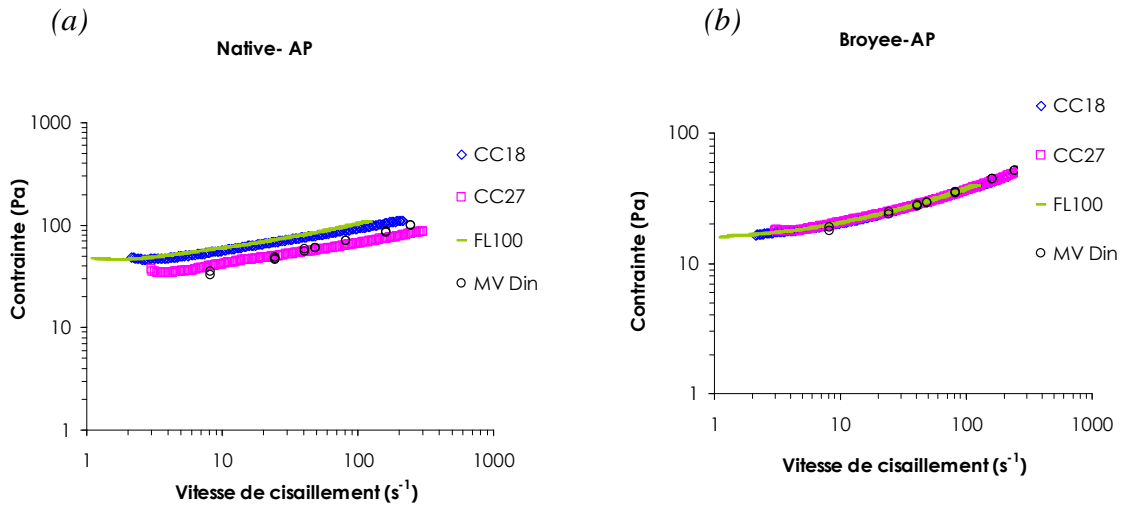 (a)
Native- AP
1000
100
10
1
Contrainte (Pa)
1 10 100 1000
Vitesse de cisaillement (s⁻¹)
CC18
CC27
FL100
MV Din
(b)
Broyee-AP
100
10
1
Contrainte (Pa)
1 10 100 1000
Vitesse de cisaillement (s⁻¹)
CC18
CC27
FL100
MV Din